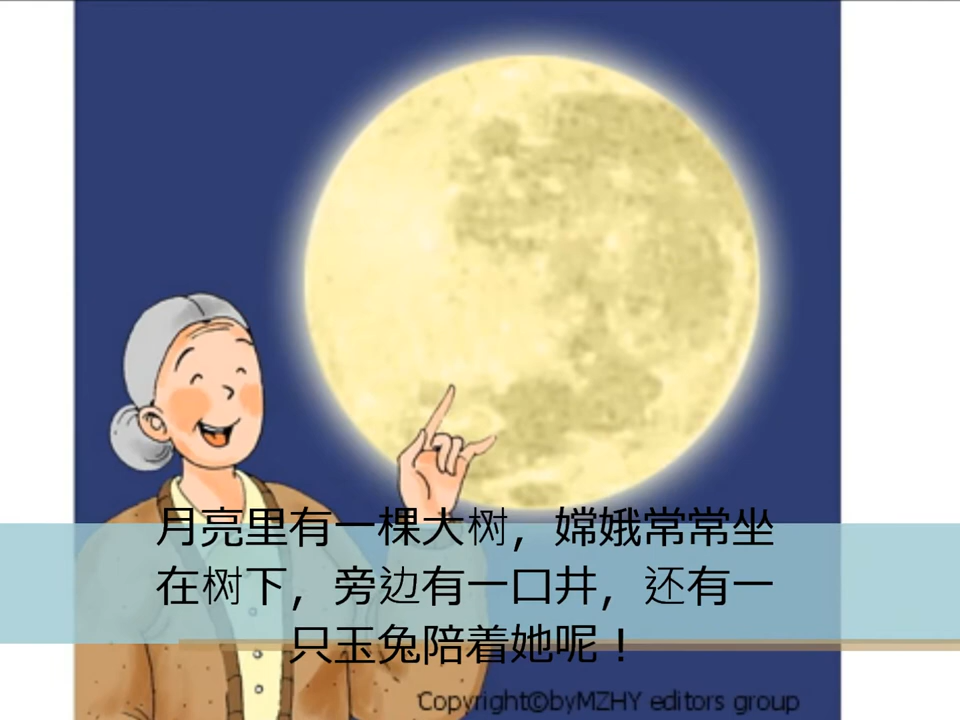 月亮里有一棵大树，嫦娥常常坐
在树下，旁边有一口井，还有一
只玉兔陪着她呢！
Copyright©byMZHY editors group